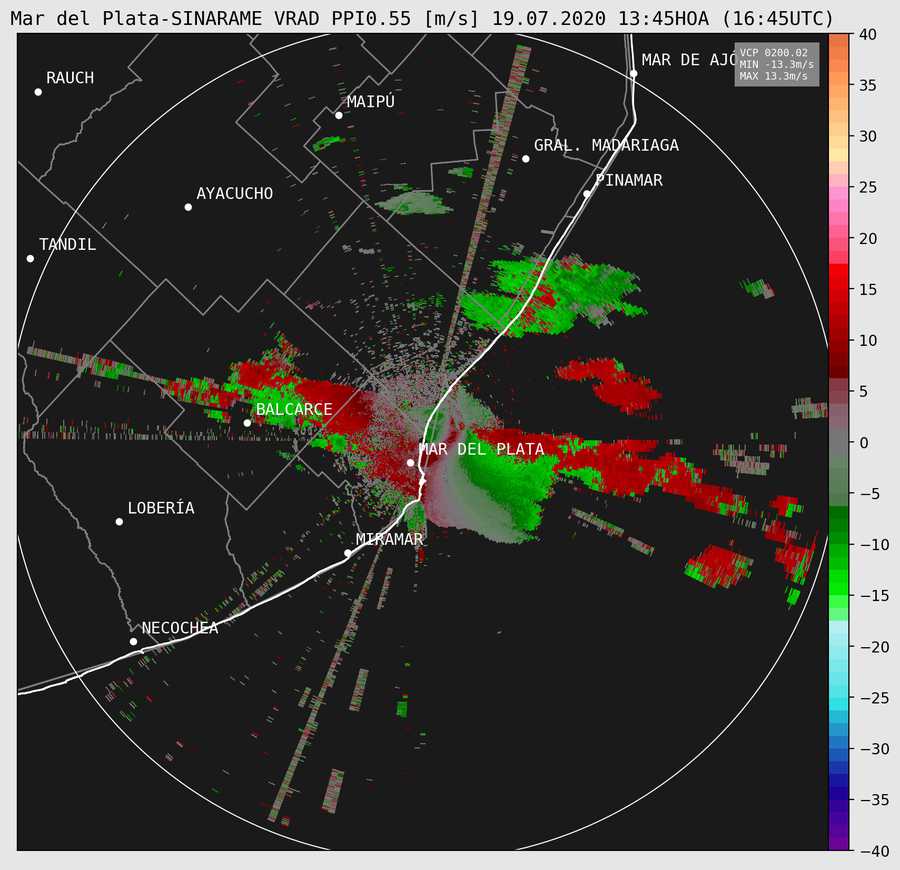 Mar del Plata-SINARAME VRAD PPI0.55 [m/s] 19.07.2020 13:45HOA (16:45UTC)
VCP 0200.02
MIN -13.3m/s
MAX 13.3m/s
MAR DE AJÓ
RAUCH
MAIPÚ
GRAL. MADARIAGA
PINAMAR
AYACUCHO
TANDIL
BALCARCE
MAR DEL PLATA
LOBERÍA
MIRAMAR
NECOCHEA
40
35
30
25
20
15
10
5
0
−5
−10
−15
−20
−25
−30
−35
−40